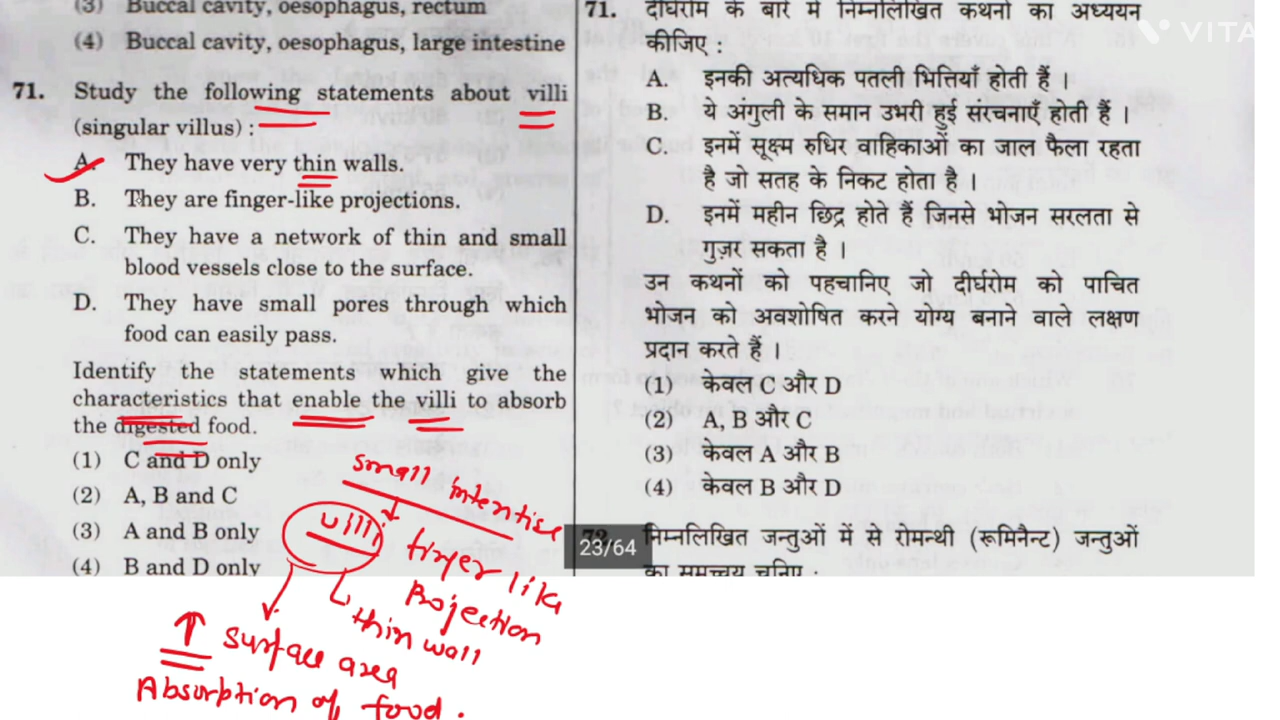 (3) Buccal cavity, oesophagus, rectum
(4) Buccal cavity, oesophagus, large intestine
71. Study the following statements about villi
(singular villus) :
A. They have very thin walls.
B. They are finger-like projections.
C. They have a network of thin and small
blood vessels close to the surface.
D. They have small pores through which
food can easily pass.
Identify the statements which give the
characteristics that enable the villi to absorb
the digested food.
(1) C and D only
(2) A, B and C
(3) A and B only
(4) B and D only
small interstise
villi
finger like
Projection
thin wall
↑ Surface area
Absorption of food.
71. दीर्घरोम के बारे में निम्नलिखित कथनों का अध्ययन
कीजिए :
A. इनकी अत्यधिक पतली भित्तियाँ होती हैं ।
B. ये अंगुली के समान उभरी हुई संरचनाएँ होती हैं ।
C. इनमें सूक्ष्म रुधिर वाहिकाओं का जाल फैला रहता
है जो सतह के निकट होता है ।
D. इनमें महीन छिद्र होते हैं जिनसे भोजन सरलता से
गुज़र सकता है ।
उन कथनों को पहचानिए जो दीर्घरोम को पाचित
भोजन को अवशोषित करने योग्य बनाने वाले लक्षण
प्रदान करते हैं ।
(1) केवल C और D
(2) A, B और C
(3) केवल A और B
(4) केवल B और D
72. निम्नलिखित जन्तुओं में से रोमन्थी (रूमिनैन्ट) जन्तुओं
का समुच्चय चुनिए :
23/64
VITA